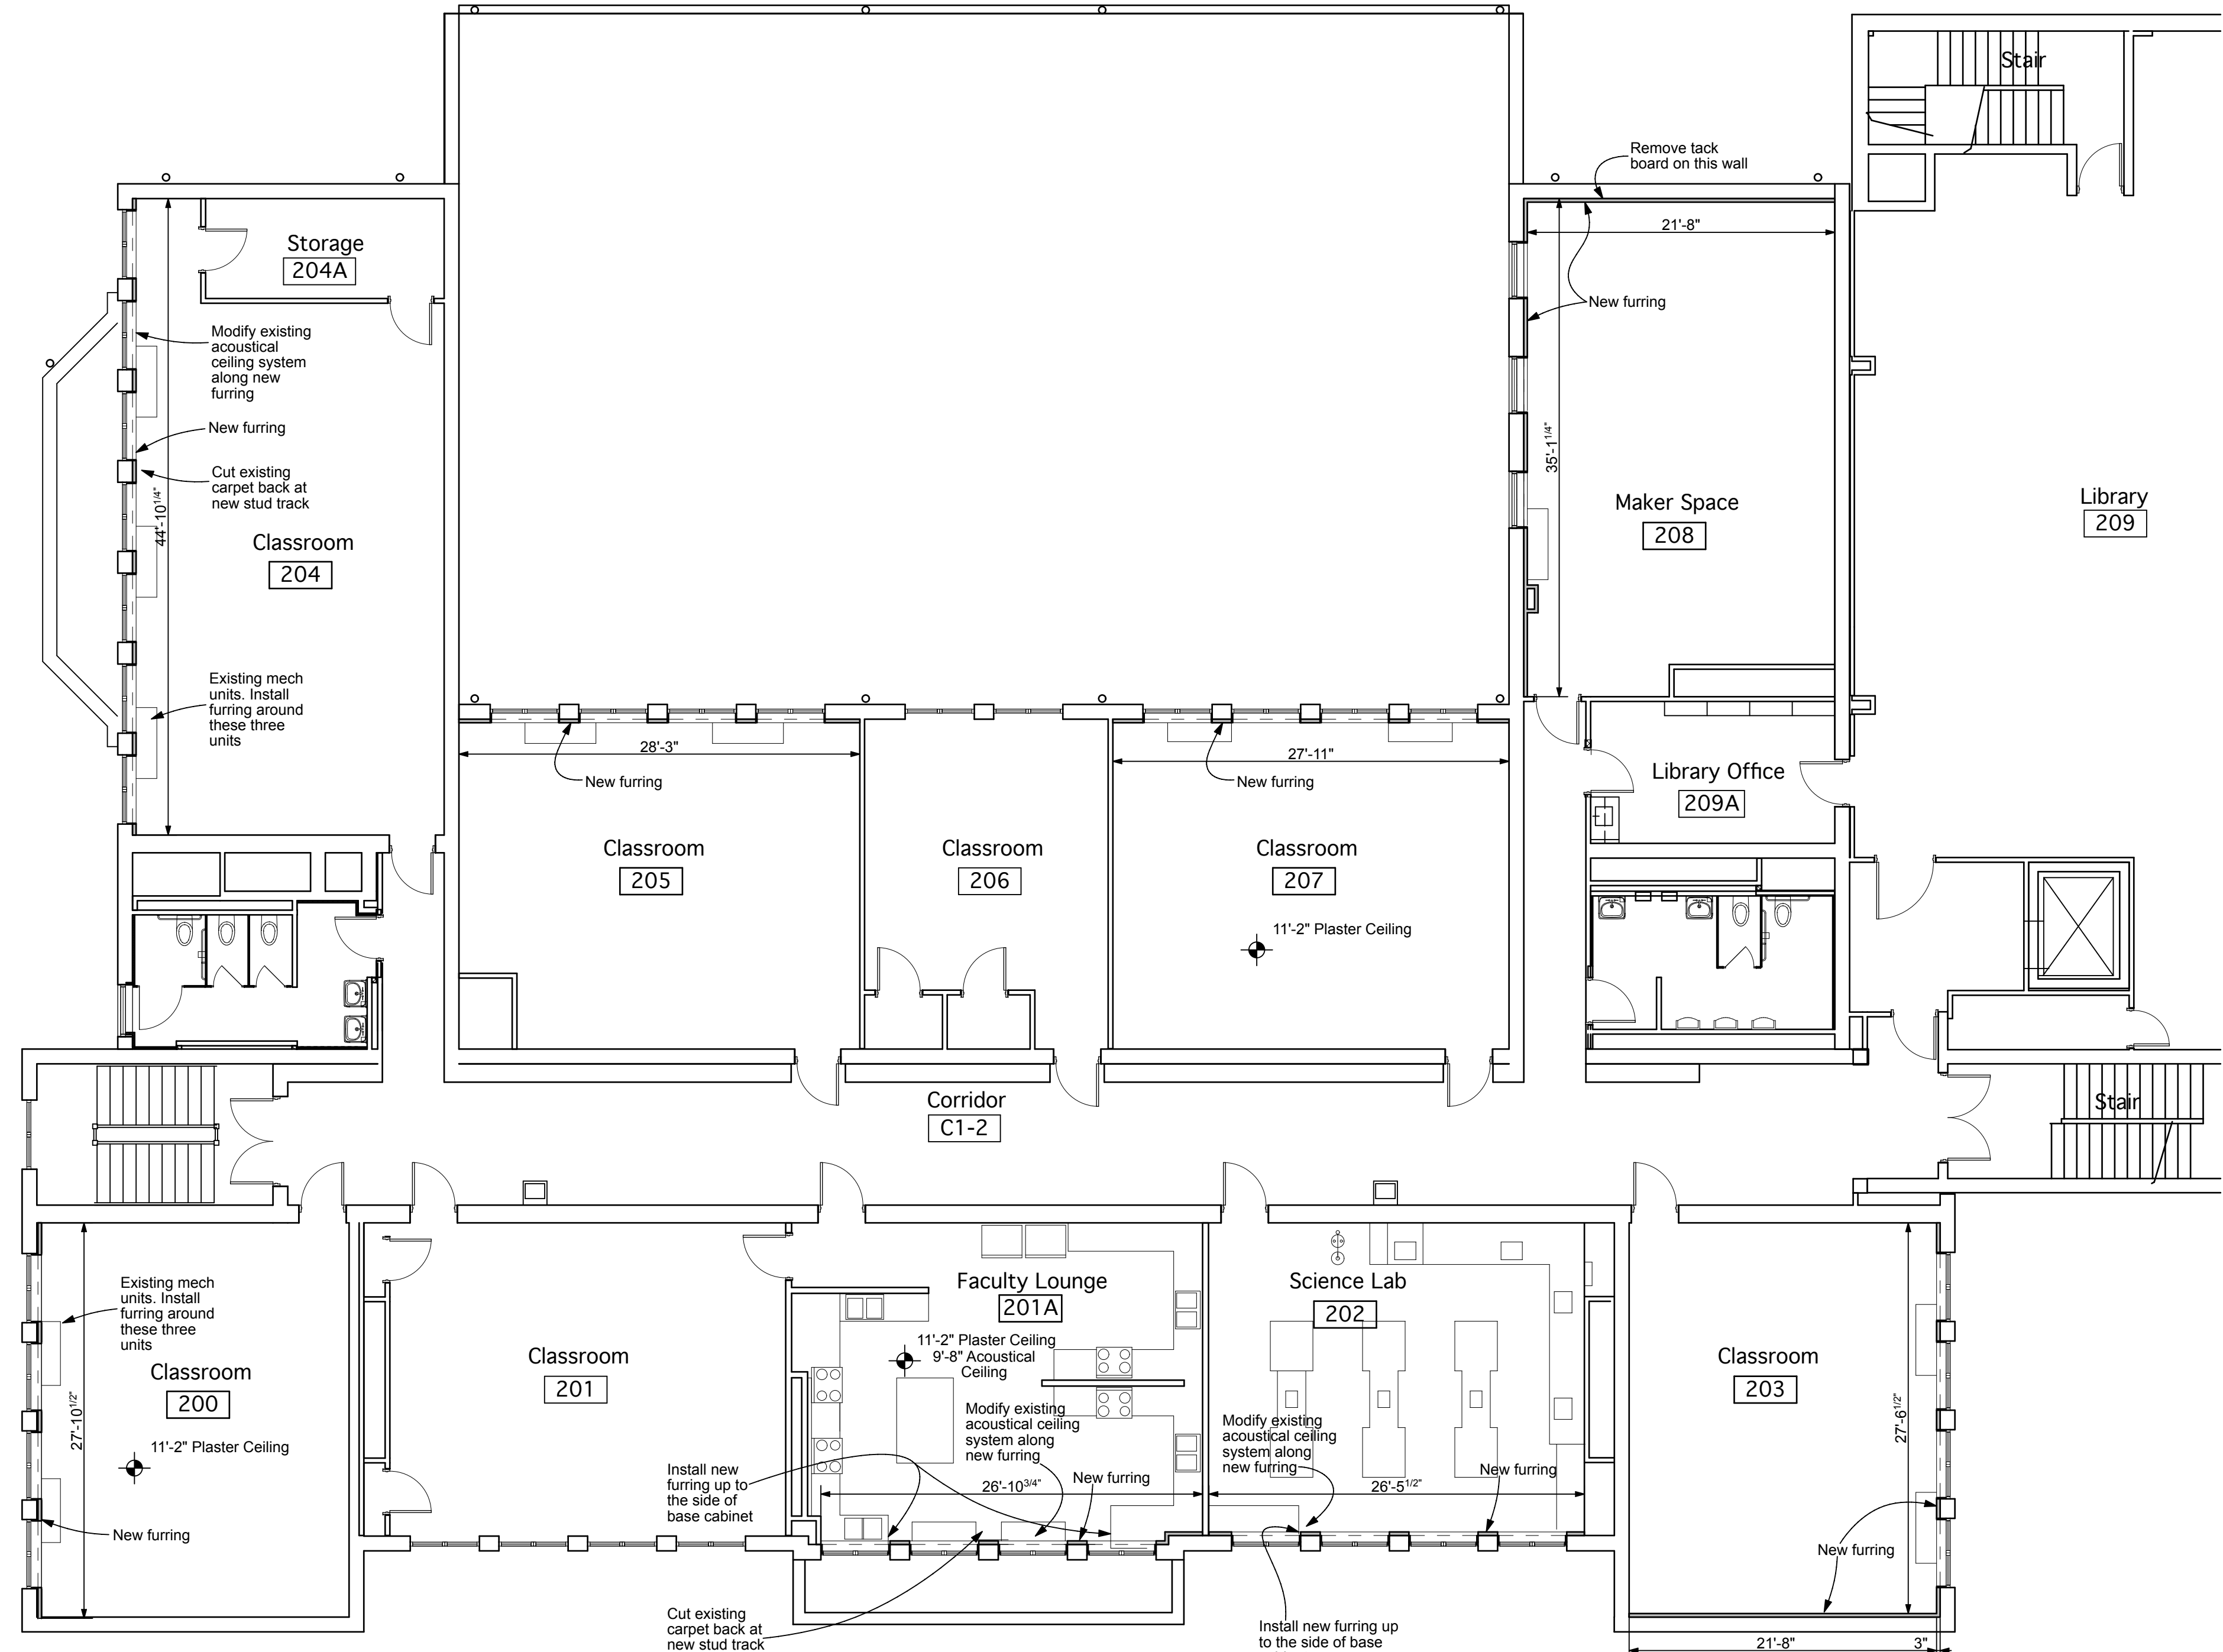 Stair
Remove tack
board on this wall
21'-8"
Storage
204A
New furring
Modify existing
acoustical
ceiling system
along new
furring
New furring
Cut existing
carpet back at
new stud track
44'-10 1/4"
35'-1 1/4"
Classroom
204
Maker Space
208
Library
209
Existing mech
units. Install
furring around
these three
units
28'-3"
New furring
27'-11"
New furring
Library Office
209A
Classroom
205
Classroom
206
Classroom
207
11'-2" Plaster Ceiling
Corridor
C1-2
Stair
Existing mech
units. Install
furring around
these three
units
Classroom
200
27'-10 1/2"
11'-2" Plaster Ceiling
New furring
Classroom
201
Faculty Lounge
201A
11'-2" Plaster Ceiling
9'-8" Acoustical
Ceiling
Modify existing
acoustical ceiling
system along
new furring
Install new
furring up to
the side of
base cabinet
26'-10 3/4"
New furring
Cut existing
carpet back at
new stud track
Science Lab
202
Modify existing
acoustical ceiling
system along
new furring
26'-5 1/2"
New furring
Install new furring up
to the side of base
Classroom
203
27'-6 1/2"
New furring
21'-8"
3"